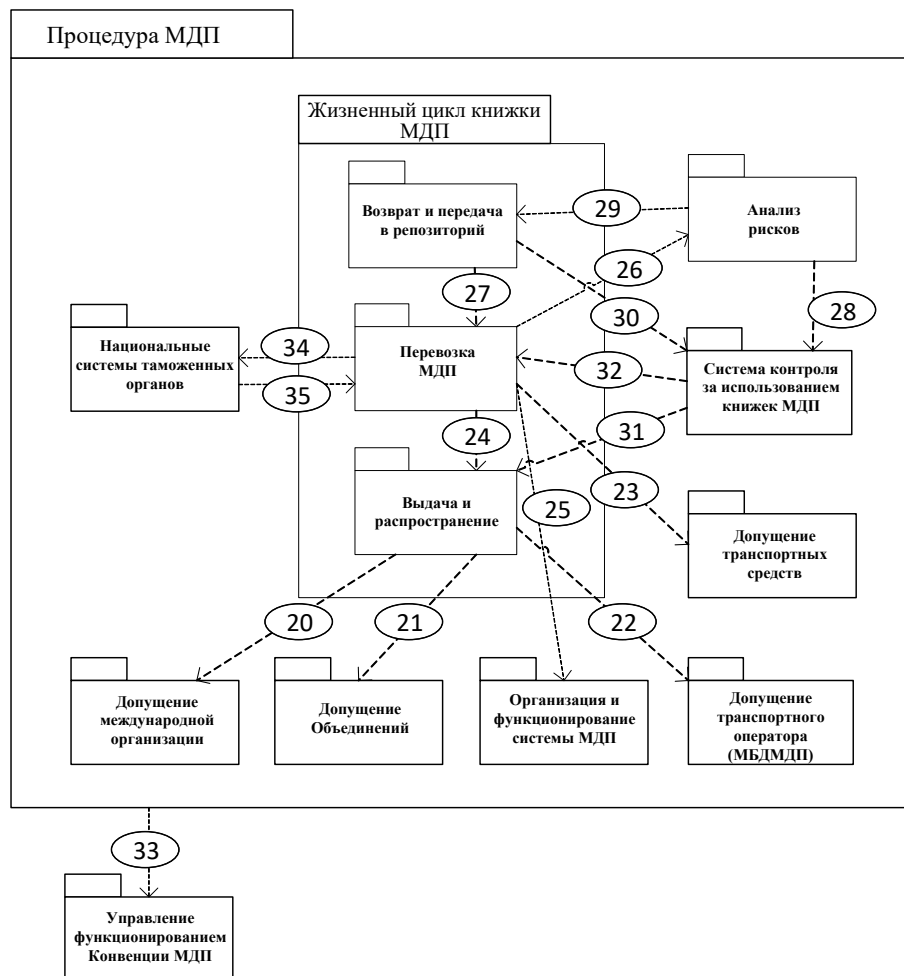 Процедура МДП
Жизненный цикл книжки
МДП
Возврат и передача
в репозиторий
29
Анализ
рисков
26
27
30
28
Национальные
системы таможенных
органов
34
35
Перевозка
МДП
32
Система контроля
за использованием
книжек МДП
24
31
23
25
Выдача и
распространение
Допущение
транспортных
средств
20
21
22
Допущение
международной
организации
Допущение
Объединений
Организация и
функционирование
системы МДП
Допущение
транспортного
оператора
(МБДМДП)
33
Управление
функционированием
Конвенции МДП